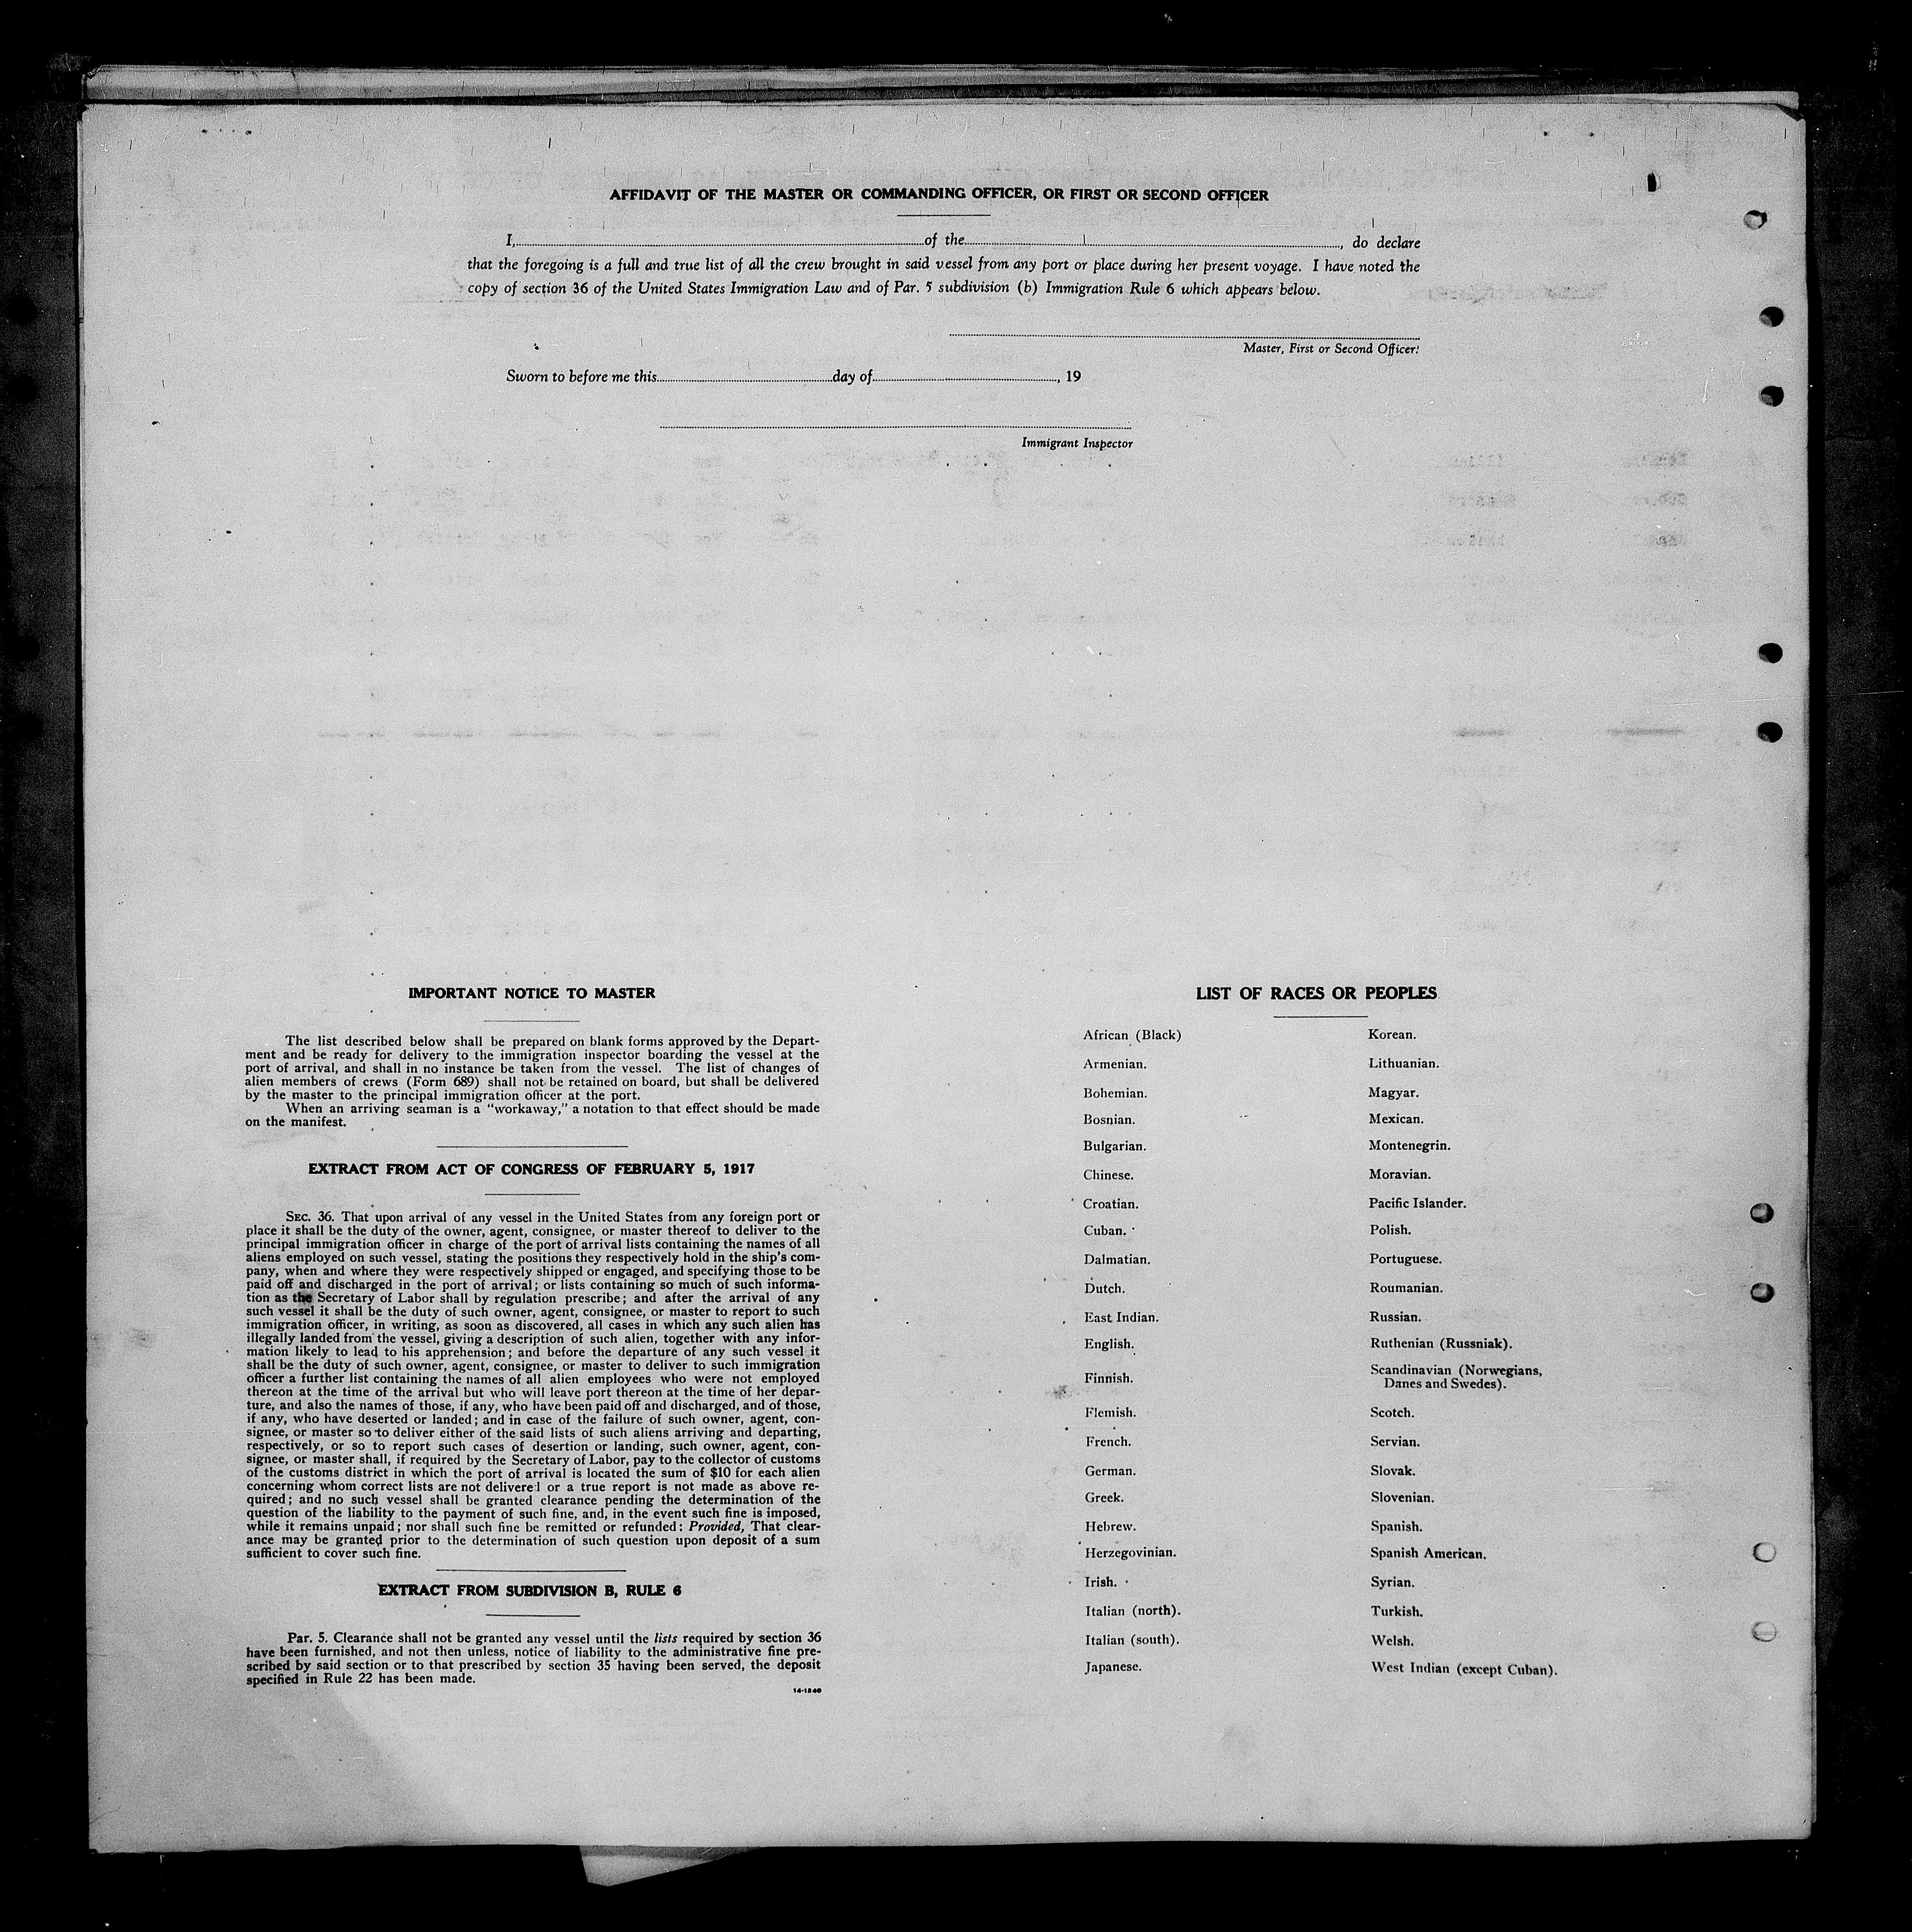 AFFIDAVIT OF THE MASTER OR COMMANDING OFFICER, OR FIRST OR SECOND OFFICER
I, of the , do declare
that the foregoing is a full and true list of all the crew brought in said vessel from any port or place during her present voyage. I have noted the
copy of section 36 of the United States Immigration Law and of Par. 5 subdivision (b) Immigration Rule 6 which appears below.
Master, First or Second Officer.
Sworn to before me this day of , 19
Immigrant Inspector
IMPORTANT NOTICE TO MASTER
The list described below shall be prepared on blank forms approved by the Depart-
ment and be ready for delivery to the immigration inspector boarding the vessel at the
port of arrival, and shall in no instance be taken from the vessel. The list of changes of
alien members of crews (Form 689) shall not be retained on board, but shall be delivered
by the master to the principal immigration officer at the port.
When an arriving seaman is a "workaway," a notation to that effect should be made
on the manifest.
EXTRACT FROM ACT OF CONGRESS OF FEBRUARY 5, 1917
SEC. 36. That upon arrival of any vessel in the United States from any foreign port or
place it shall be the duty of the owner, agent, consignee, or master thereof to deliver to the
principal immigration officer in charge of the port of arrival lists containing the names of all
aliens employed on such vessel, stating the positions they respectively hold in the ship's com-
pany, when and where they were respectively shipped or engaged, and specifying those to be
paid off and discharged in the port of arrival; or lists containing so much of such informa-
tion as the Secretary of Labor shall by regulation prescribe; and after the arrival of any
such vessel it shall be the duty of such owner, agent, consignee, or master to report to such
immigration officer, in writing, as soon as discovered, all cases in which any such alien has
illegally landed from the vessel, giving a description of such alien, together with any infor-
mation likely to lead to his apprehension; and before the departure of any such vessel it
shall be the duty of such owner, agent, consignee, or master to deliver to such immigration
officer a further list containing the names of all alien employees who were not employed
thereon at the time of the arrival but who will leave port thereon at the time of her depar-
ture, and also the names of those, if any, who have been paid off and discharged, and of those,
if any, who have deserted or landed; and in case of the failure of such owner, agent, con-
signee, or master so to deliver either of the said lists of such aliens arriving and departing,
respectively, or so to report such cases of desertion or landing, such owner, agent, con-
signee, or master shall, if required by the Secretary of Labor, pay to the collector of customs
of the customs district in which the port of arrival is located the sum of $10 for each alien
concerning whom correct lists are not delivered or a true report is not made as above re-
quired; and no such vessel shall be granted clearance pending the determination of the
question of the liability to the payment of such fine, and, in the event such fine is imposed,
while it remains unpaid; nor shall such fine be remitted or refunded: Provided, That clear-
ance may be granted prior to the determination of such question upon deposit of a sum
sufficient to cover such fine.
EXTRACT FROM SUBDIVISION B, RULE 6
Par. 5. Clearance shall not be granted any vessel until the lists required by section 36
have been furnished, and not then unless, notice of liability to the administrative fine pre-
scribed by said section or to that prescribed by section 35 having been served, the deposit
specified in Rule 22 has been made.
14-1240
LIST OF RACES OR PEOPLES
African (Black)
Armenian.
Bohemian.
Bosnian.
Bulgarian.
Chinese.
Croatian.
Cuban.
Dalmatian.
Dutch.
East Indian.
English.
Finnish.
Flemish.
French.
German.
Greek.
Hebrew.
Herzegovinian.
Irish.
Italian (north).
Italian (south).
Japanese.
Korean.
Lithuanian.
Magyar.
Mexican.
Montenegrin.
Moravian.
Pacific Islander.
Polish.
Portuguese.
Roumanian.
Russian.
Ruthenian (Russniak).
Scandinavian (Norwegians,
Danes and Swedes).
Scotch.
Servian.
Slovak.
Slovenian.
Spanish.
Spanish American.
Syrian.
Turkish.
Welsh.
West Indian (except Cuban).